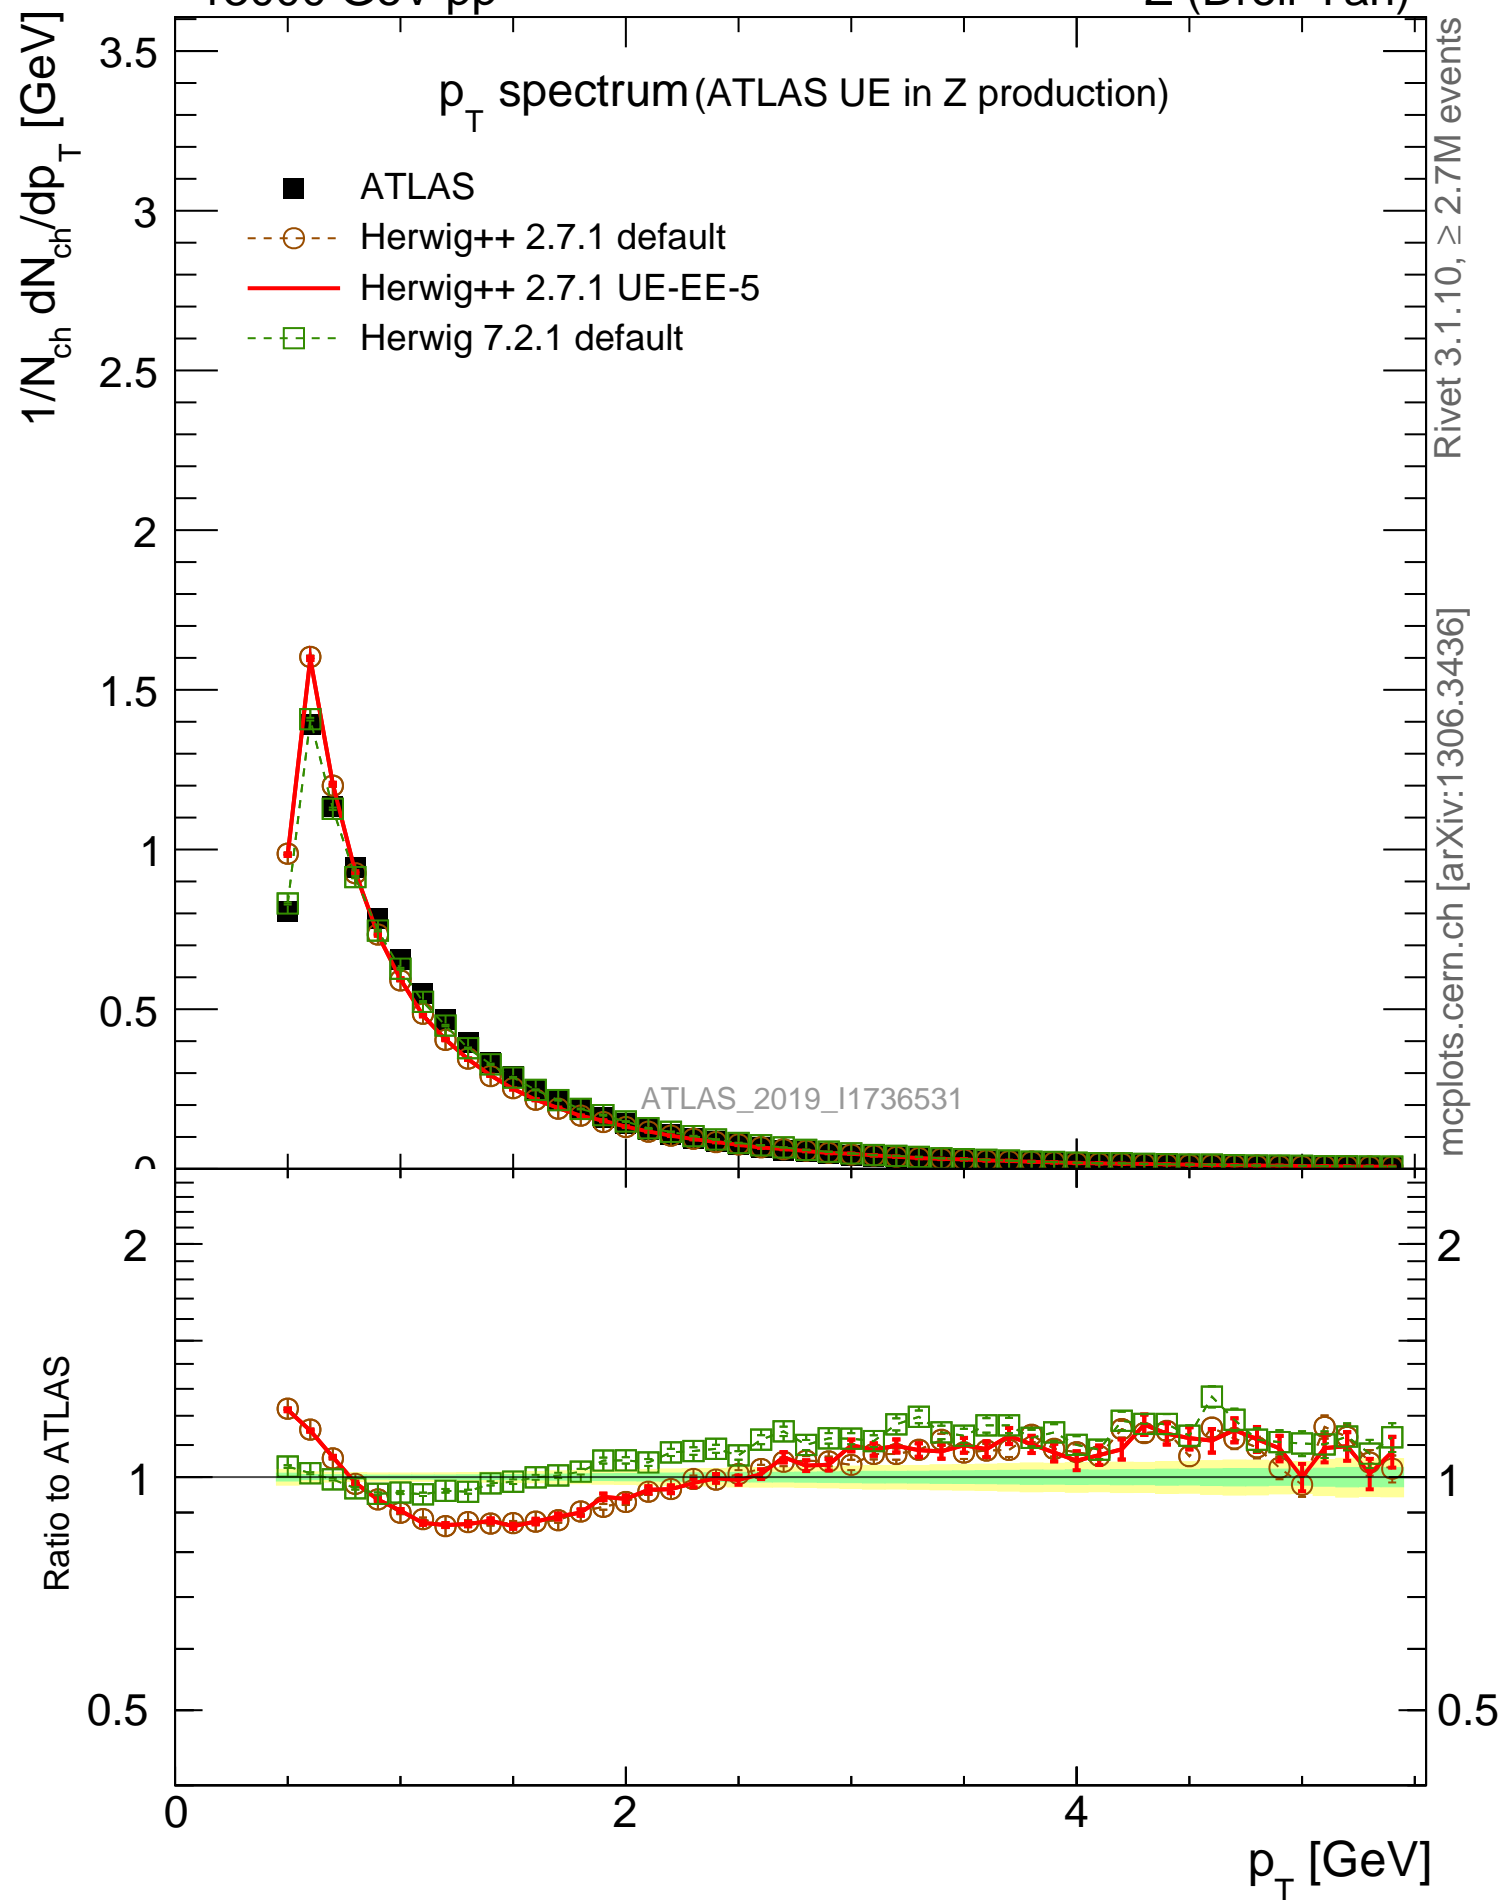 p_T spectrum (ATLAS UE in Z production)
ATLAS
Herwig++ 2.7.1 default
Herwig++ 2.7.1 UE-EE-5
Herwig 7.2.1 default
1/N_ch dN_ch/dp_T [GeV]
3.5
3
2.5
2
1.5
1
0.5
0
ATLAS_2019_I1736531
Rivet 3.1.10, ≥ 2.7M events
mcplots.cern.ch [arXiv:1306.3436]
Ratio to ATLAS
2
1
0.5
2
1
0.5
0
2
4
p_T [GeV]